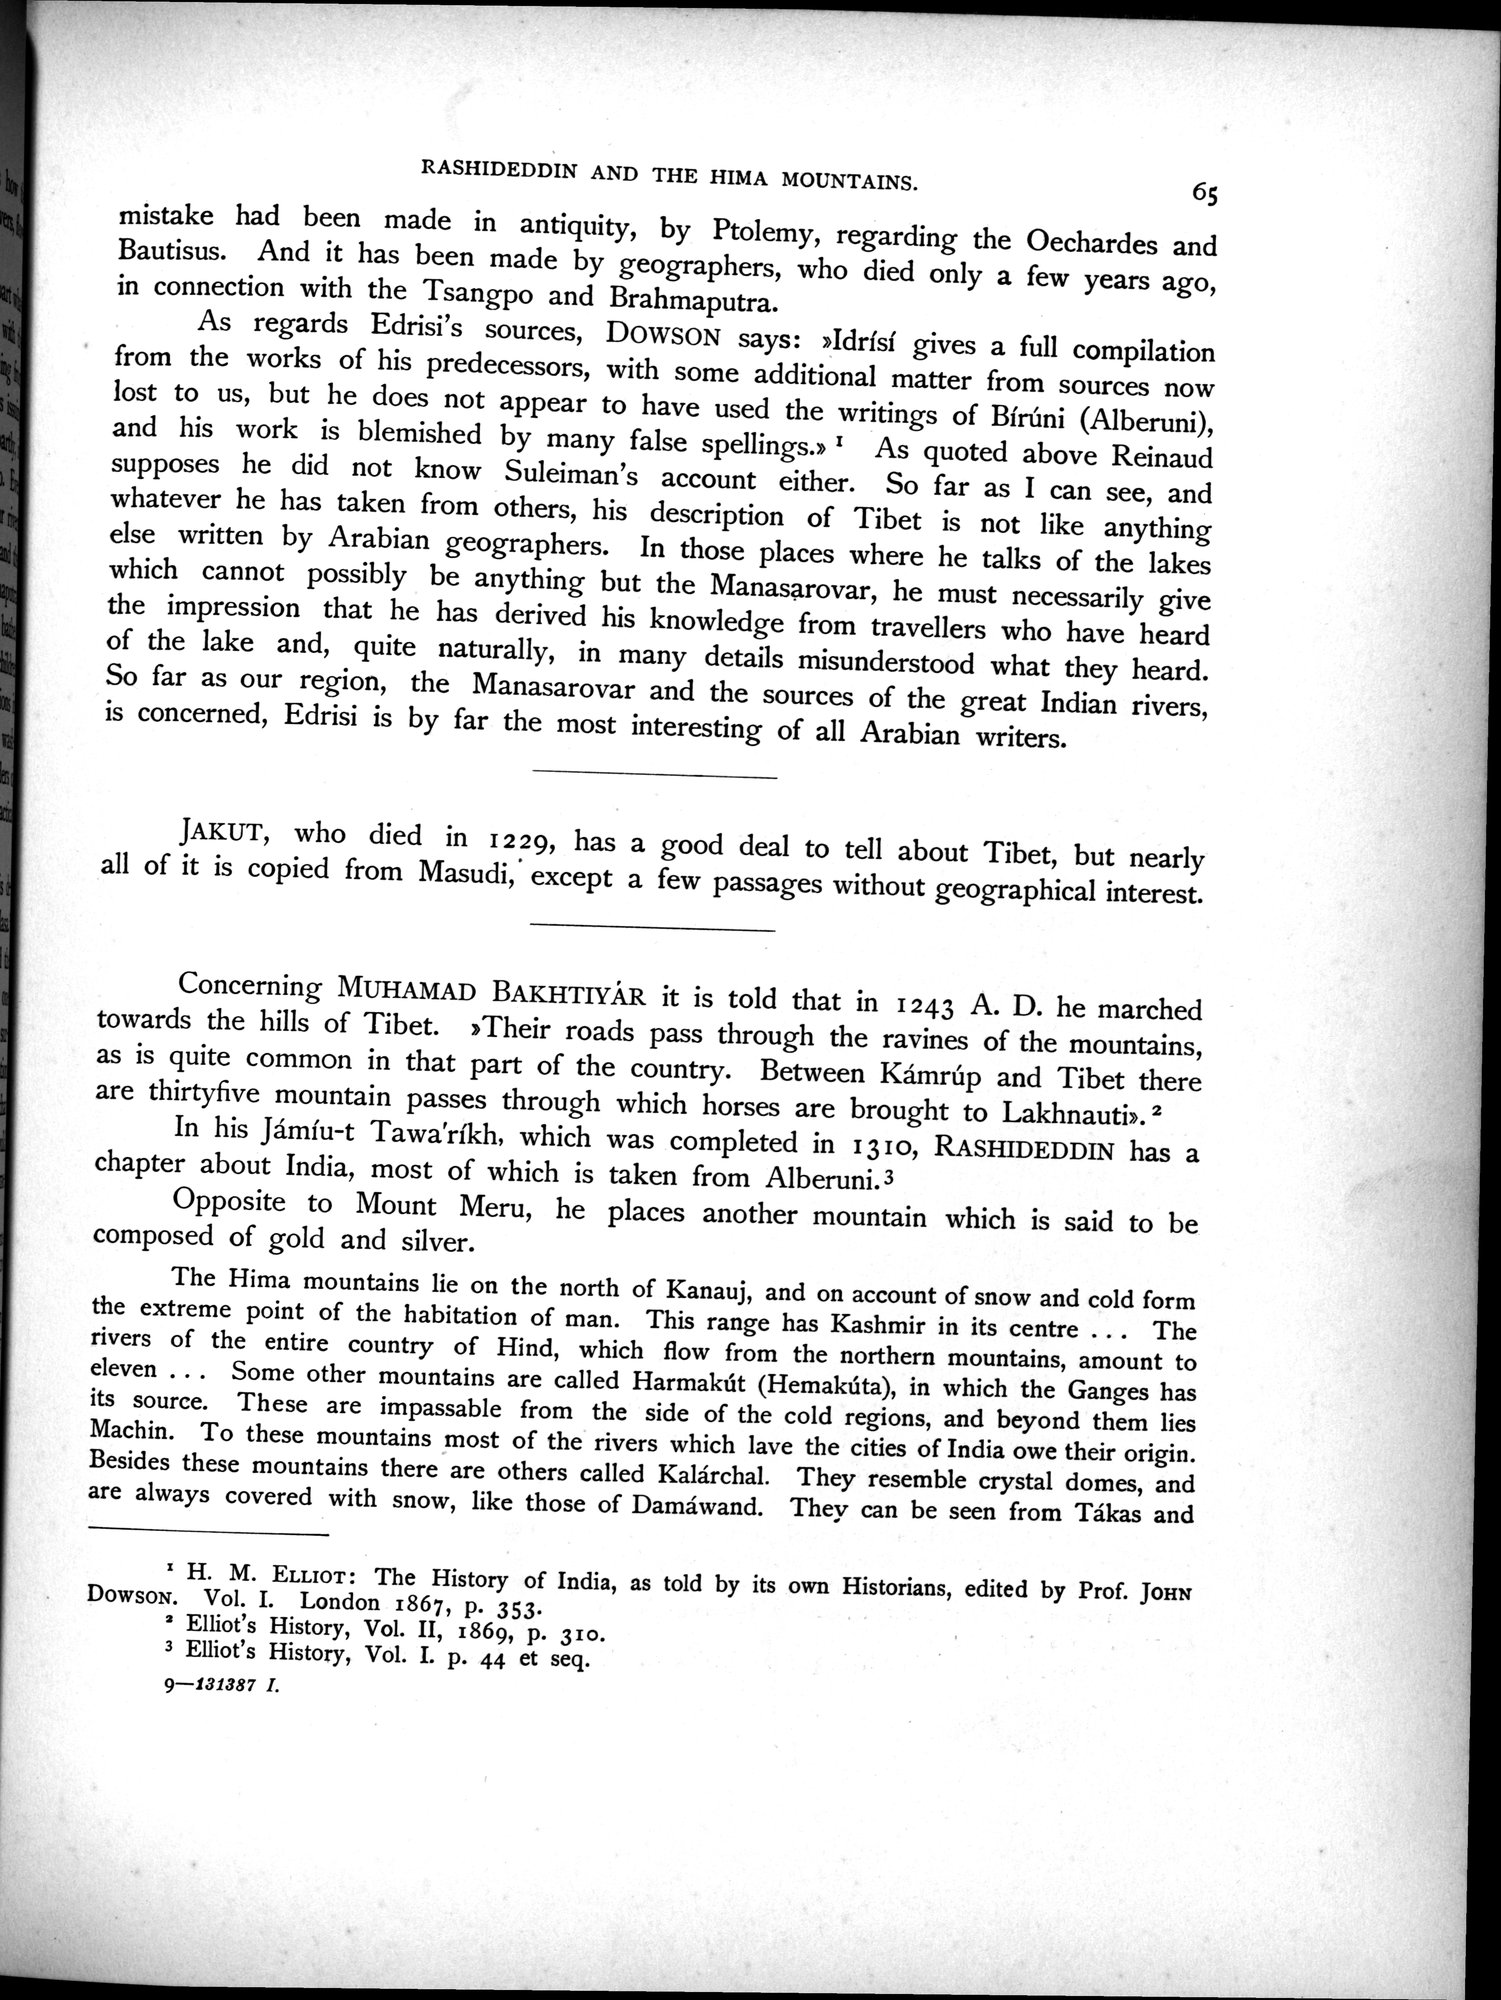 RASHIDEDDIN AND THE HIMA MOUNTAINS.
65
mistake had been made in antiquity, by Ptolemy, regarding the Oechardes and
Bautisus. And it has been made by geographers, who died only a few years ago,
in connection with the Tsangpo and Brahmaputra.
As regards Edrisi's sources, DOWSON says: »Idrísí gives a full compilation
from the works of his predecessors, with some additional matter from sources now
lost to us, but he does not appear to have used the writings of Bírúni (Alberuni),
and his work is blemished by many false spellings.» ¹ As quoted above Reinaud
supposes he did not know Suleiman's account either. So far as I can see, and
whatever he has taken from others, his description of Tibet is not like anything
else written by Arabian geographers. In those places where he talks of the lakes
which cannot possibly be anything but the Manasarovar, he must necessarily give
the impression that he has derived his knowledge from travellers who have heard
of the lake and, quite naturally, in many details misunderstood what they heard.
So far as our region, the Manasarovar and the sources of the great Indian rivers,
is concerned, Edrisi is by far the most interesting of all Arabian writers.
JAKUT, who died in 1229, has a good deal to tell about Tibet, but nearly
all of it is copied from Masudi, except a few passages without geographical interest.
Concerning MUHAMAD BAKHTIYÁR it is told that in 1243 A. D. he marched
towards the hills of Tibet. »Their roads pass through the ravines of the mountains,
as is quite common in that part of the country. Between Kámrúp and Tibet there
are thirtyfive mountain passes through which horses are brought to Lakhnauti». ²
In his Jámíu-t Tawa'ríkh, which was completed in 1310, RASHIDEDDIN has a
chapter about India, most of which is taken from Alberuni. ³
Opposite to Mount Meru, he places another mountain which is said to be
composed of gold and silver.
The Hima mountains lie on the north of Kanauj, and on account of snow and cold form
the extreme point of the habitation of man. This range has Kashmir in its centre ... The
rivers of the entire country of Hind, which flow from the northern mountains, amount to
eleven ... Some other mountains are called Harmakút (Hemakúta), in which the Ganges has
its source. These are impassable from the side of the cold regions, and beyond them lies
Machin. To these mountains most of the rivers which lave the cities of India owe their origin.
Besides these mountains there are others called Kalárchal. They resemble crystal domes, and
are always covered with snow, like those of Damáwand. They can be seen from Tákas and
¹ H. M. ELLIOT: The History of India, as told by its own Historians, edited by Prof. JOHN
DOWSON. Vol. I. London 1867, p. 353.
² Elliot's History, Vol. II, 1869, p. 310.
³ Elliot's History, Vol. I. p. 44 et seq.
9—131387 I.